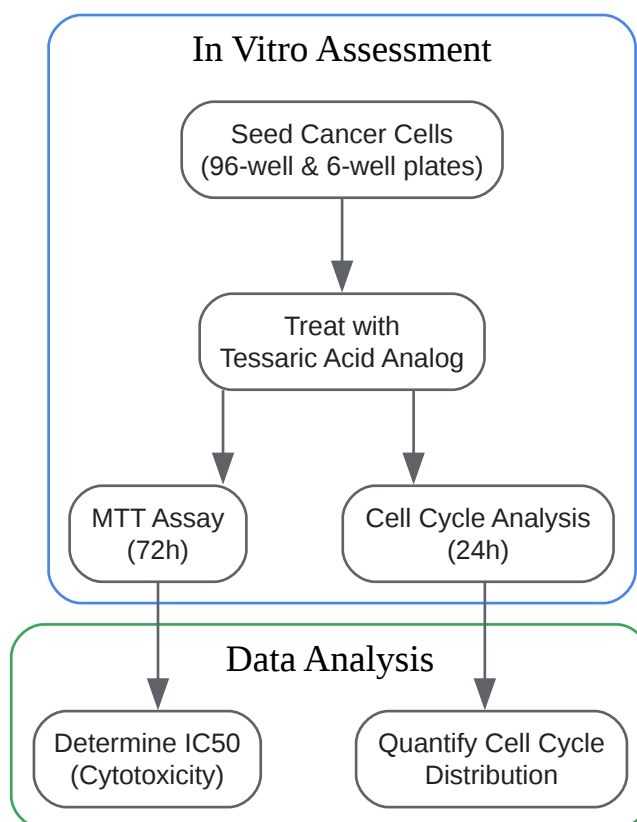 In Vitro Assessment
Seed Cancer Cells
(96-well & 6-well plates)
Treat with
Tessaric Acid Analog
MTT Assay
(72h)
Cell Cycle Analysis
(24h)
Data Analysis
Determine IC50
(Cytotoxicity)
Quantify Cell Cycle
Distribution